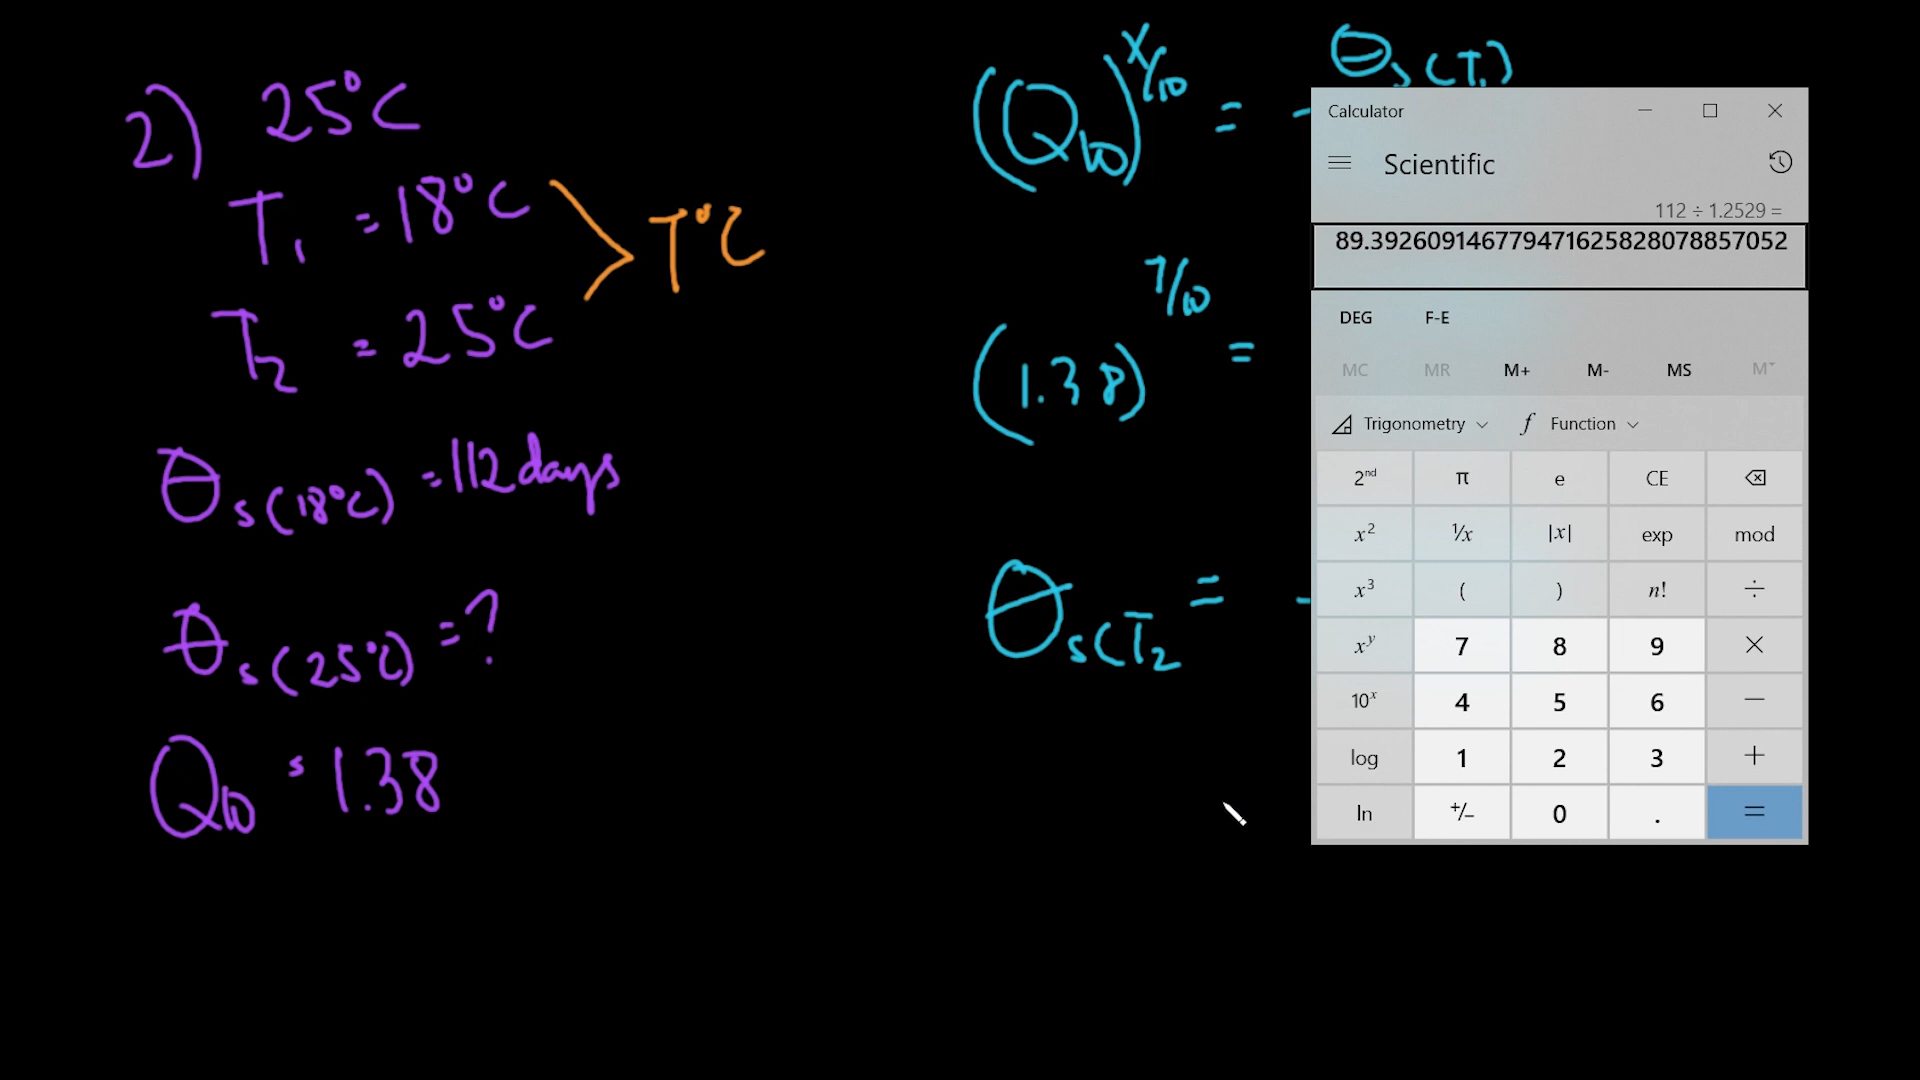 2) 25°C
T₁ = 18°C
7°C
T₂ = 25°C
θs(18°C) = 112 days
θs(25°C) = ?
Q₁₀ = 1.38
(Q₁₀)^x/10 = θs(T₁)
(1.38)^7/10 =
θs(T₂ =
Calculator
Scientific
112 ÷ 1.2529 =
89.392609146779471625828078857052
DEG F-E
MC MR M+ M- MS M˅
Trigonometry f Function
2ⁿᵈ π e CE
x² ¹⁄x |x| exp mod
x³ ( ) n! ÷
xʸ 7 8 9 ×
10ˣ 4 5 6 −
log 1 2 3 +
ln +/− 0 . =